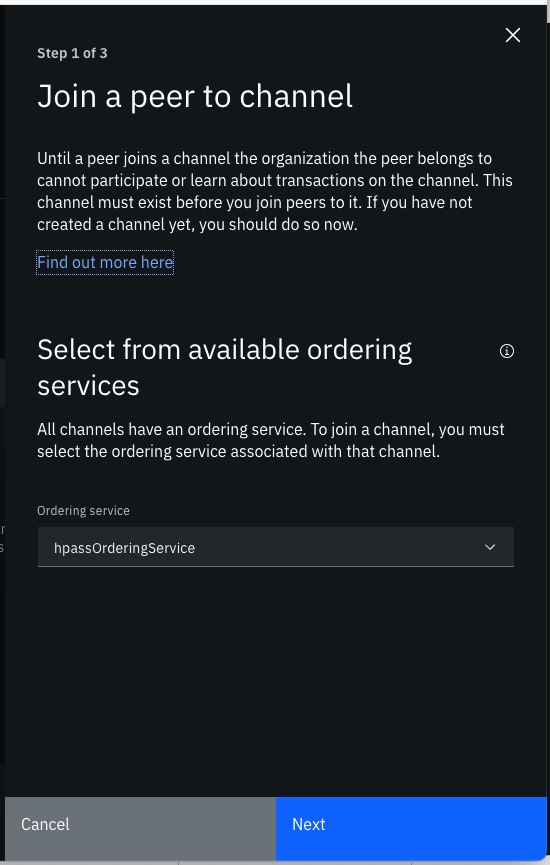 Step 1 of 3
Join a peer to channel
Until a peer joins a channel the organization the peer belongs to
cannot participate or learn about transactions on the channel. This
channel must exist before you join peers to it. If you have not
created a channel yet, you should do so now.
Find out more here
Select from available ordering
services
All channels have an ordering service. To join a channel, you must
select the ordering service associated with that channel.
Ordering service
hpassOrderingService
Cancel
Next